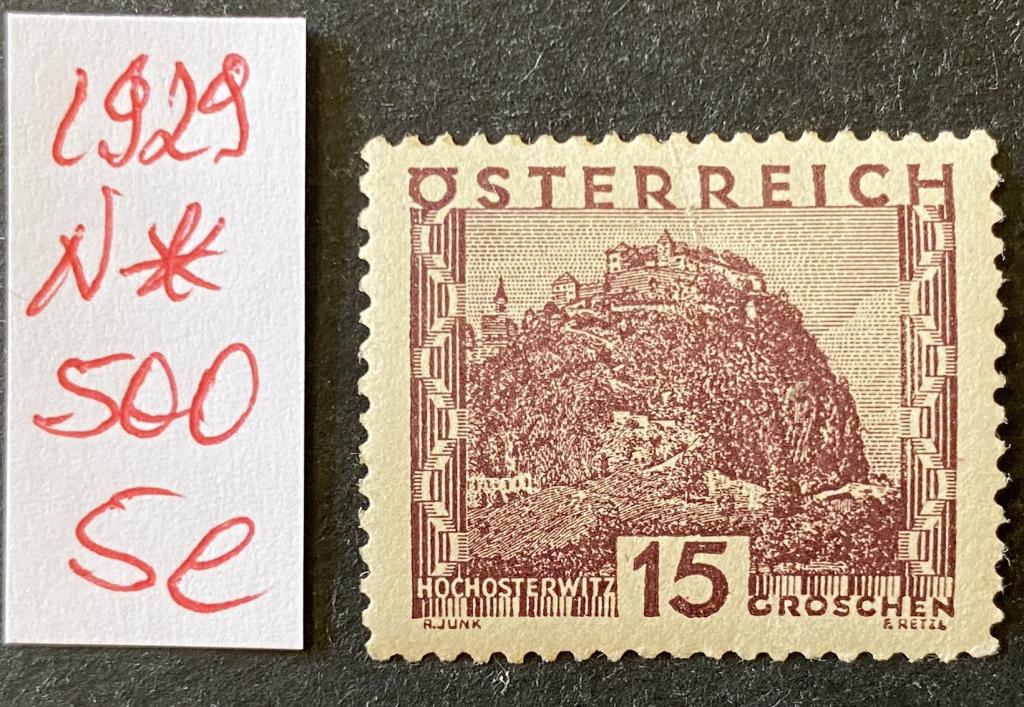 1929
N*
500
Se
ÖSTERREICH
HOCHOSTERWITZ 15 GROSCHEN
R.JUNK F. RETZL